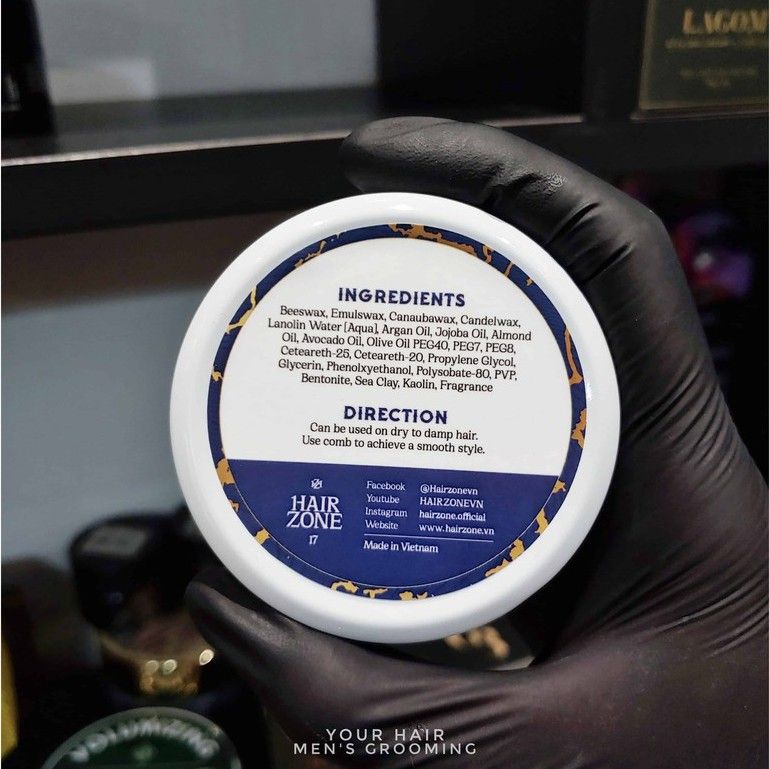 LAGOM
INGREDIENTS
Beeswax, Emulswax, Canaubawax, Candelwax,
Lanolin Water [Aqua], Argan Oil, Jojoba Oil, Almond
Oil, Avocado Oil, Olive Oil PEG40, PEG7, PEG8,
Ceteareth-25, Ceteareth-20, Propylene Glycol,
Glycerin, Phenolxyethanol, Polysobate-80, PVP,
Bentonite, Sea Clay, Kaolin, Fragrance
DIRECTION
Can be used on dry to damp hair.
Use comb to achieve a smooth style.
HAIR
ZONE
17
Facebook @Hairzonevn
Youtube HAIRZONEVN
Instagram hairzone.official
Website www.hairzone.vn
Made in Vietnam
VOLUMIZING
YOUR HAIR
MEN'S GROOMING